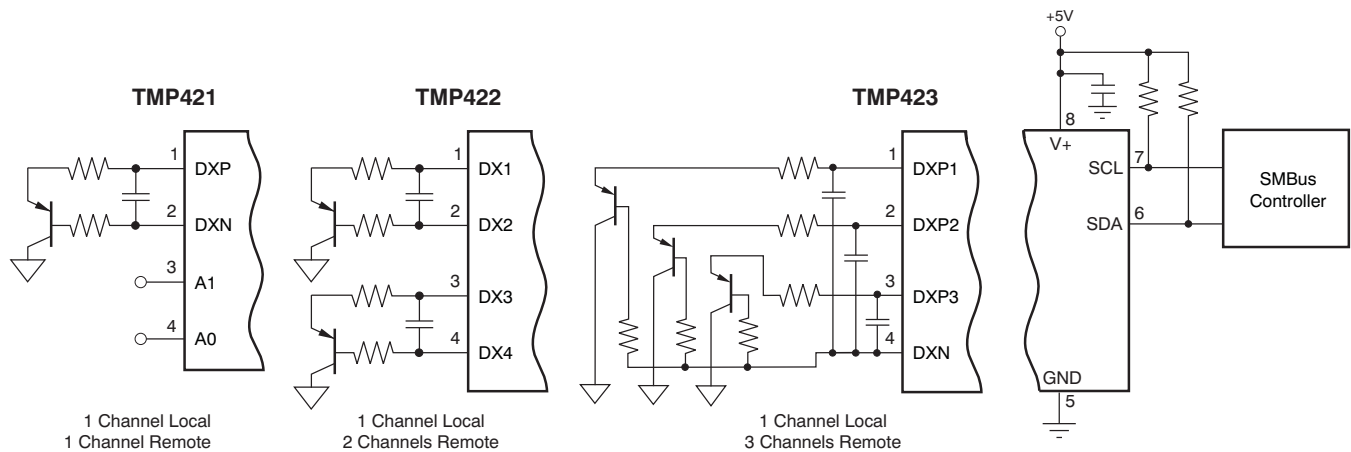 TMP421
1
DXP
2
DXN
3
A1
4
A0
1 Channel Local
1 Channel Remote
TMP422
1
DX1
2
DX2
3
DX3
4
DX4
1 Channel Local
2 Channels Remote
TMP423
1
DXP1
2
DXP2
3
DXP3
4
DXN
1 Channel Local
3 Channels Remote
+5V
8
V+
SCL
7
SDA
6
GND
5
SMBus
Controller